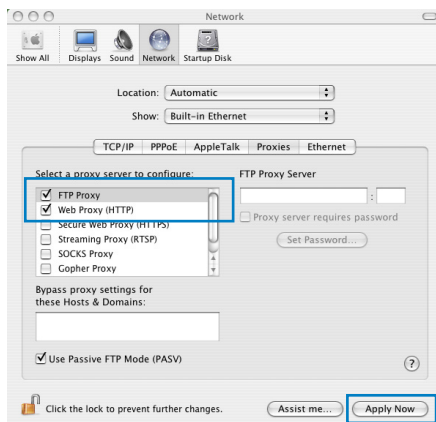 Network
Show All Displays Sound Network Startup Disk
Location: Automatic
Show: Built-in Ethernet
TCP/IP PPPoE AppleTalk Proxies Ethernet
Select a proxy server to configure: FTP Proxy Server
FTP Proxy :
Web Proxy (HTTP) Proxy server requires password
Secure Web Proxy (HTTPS)
Streaming Proxy (RTSP) Set Password...
SOCKS Proxy
Gopher Proxy
Bypass proxy settings for
these Hosts & Domains:
Use Passive FTP Mode (PASV) ?
Click the lock to prevent further changes. Assist me... Apply Now